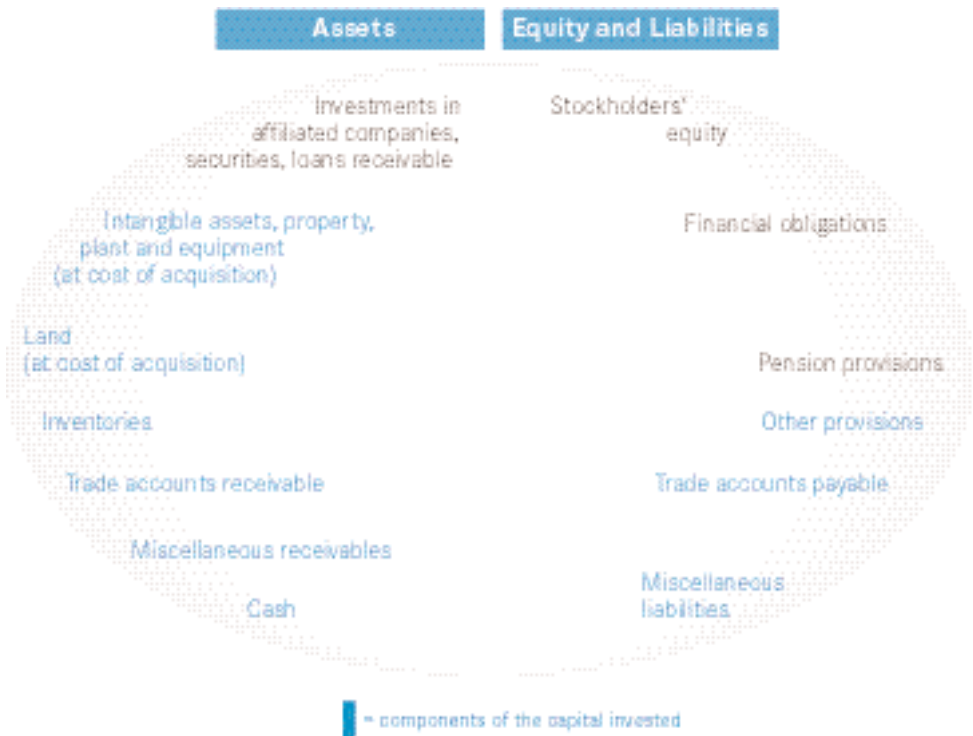 Assets
Equity and Liabilities
Investments in
affiliated companies,
securities, loans receivable
Stockholders'
equity
Intangible assets, property,
plant and equipment
(at cost of acquisition)
Financial obligations
Land
(at cost of acquisition)
Pension provisions
Inventories
Other provisions
Trade accounts receivable
Trade accounts payable
Miscellaneous receivables
Miscellaneous
liabilities
Cash
= components of the capital invested